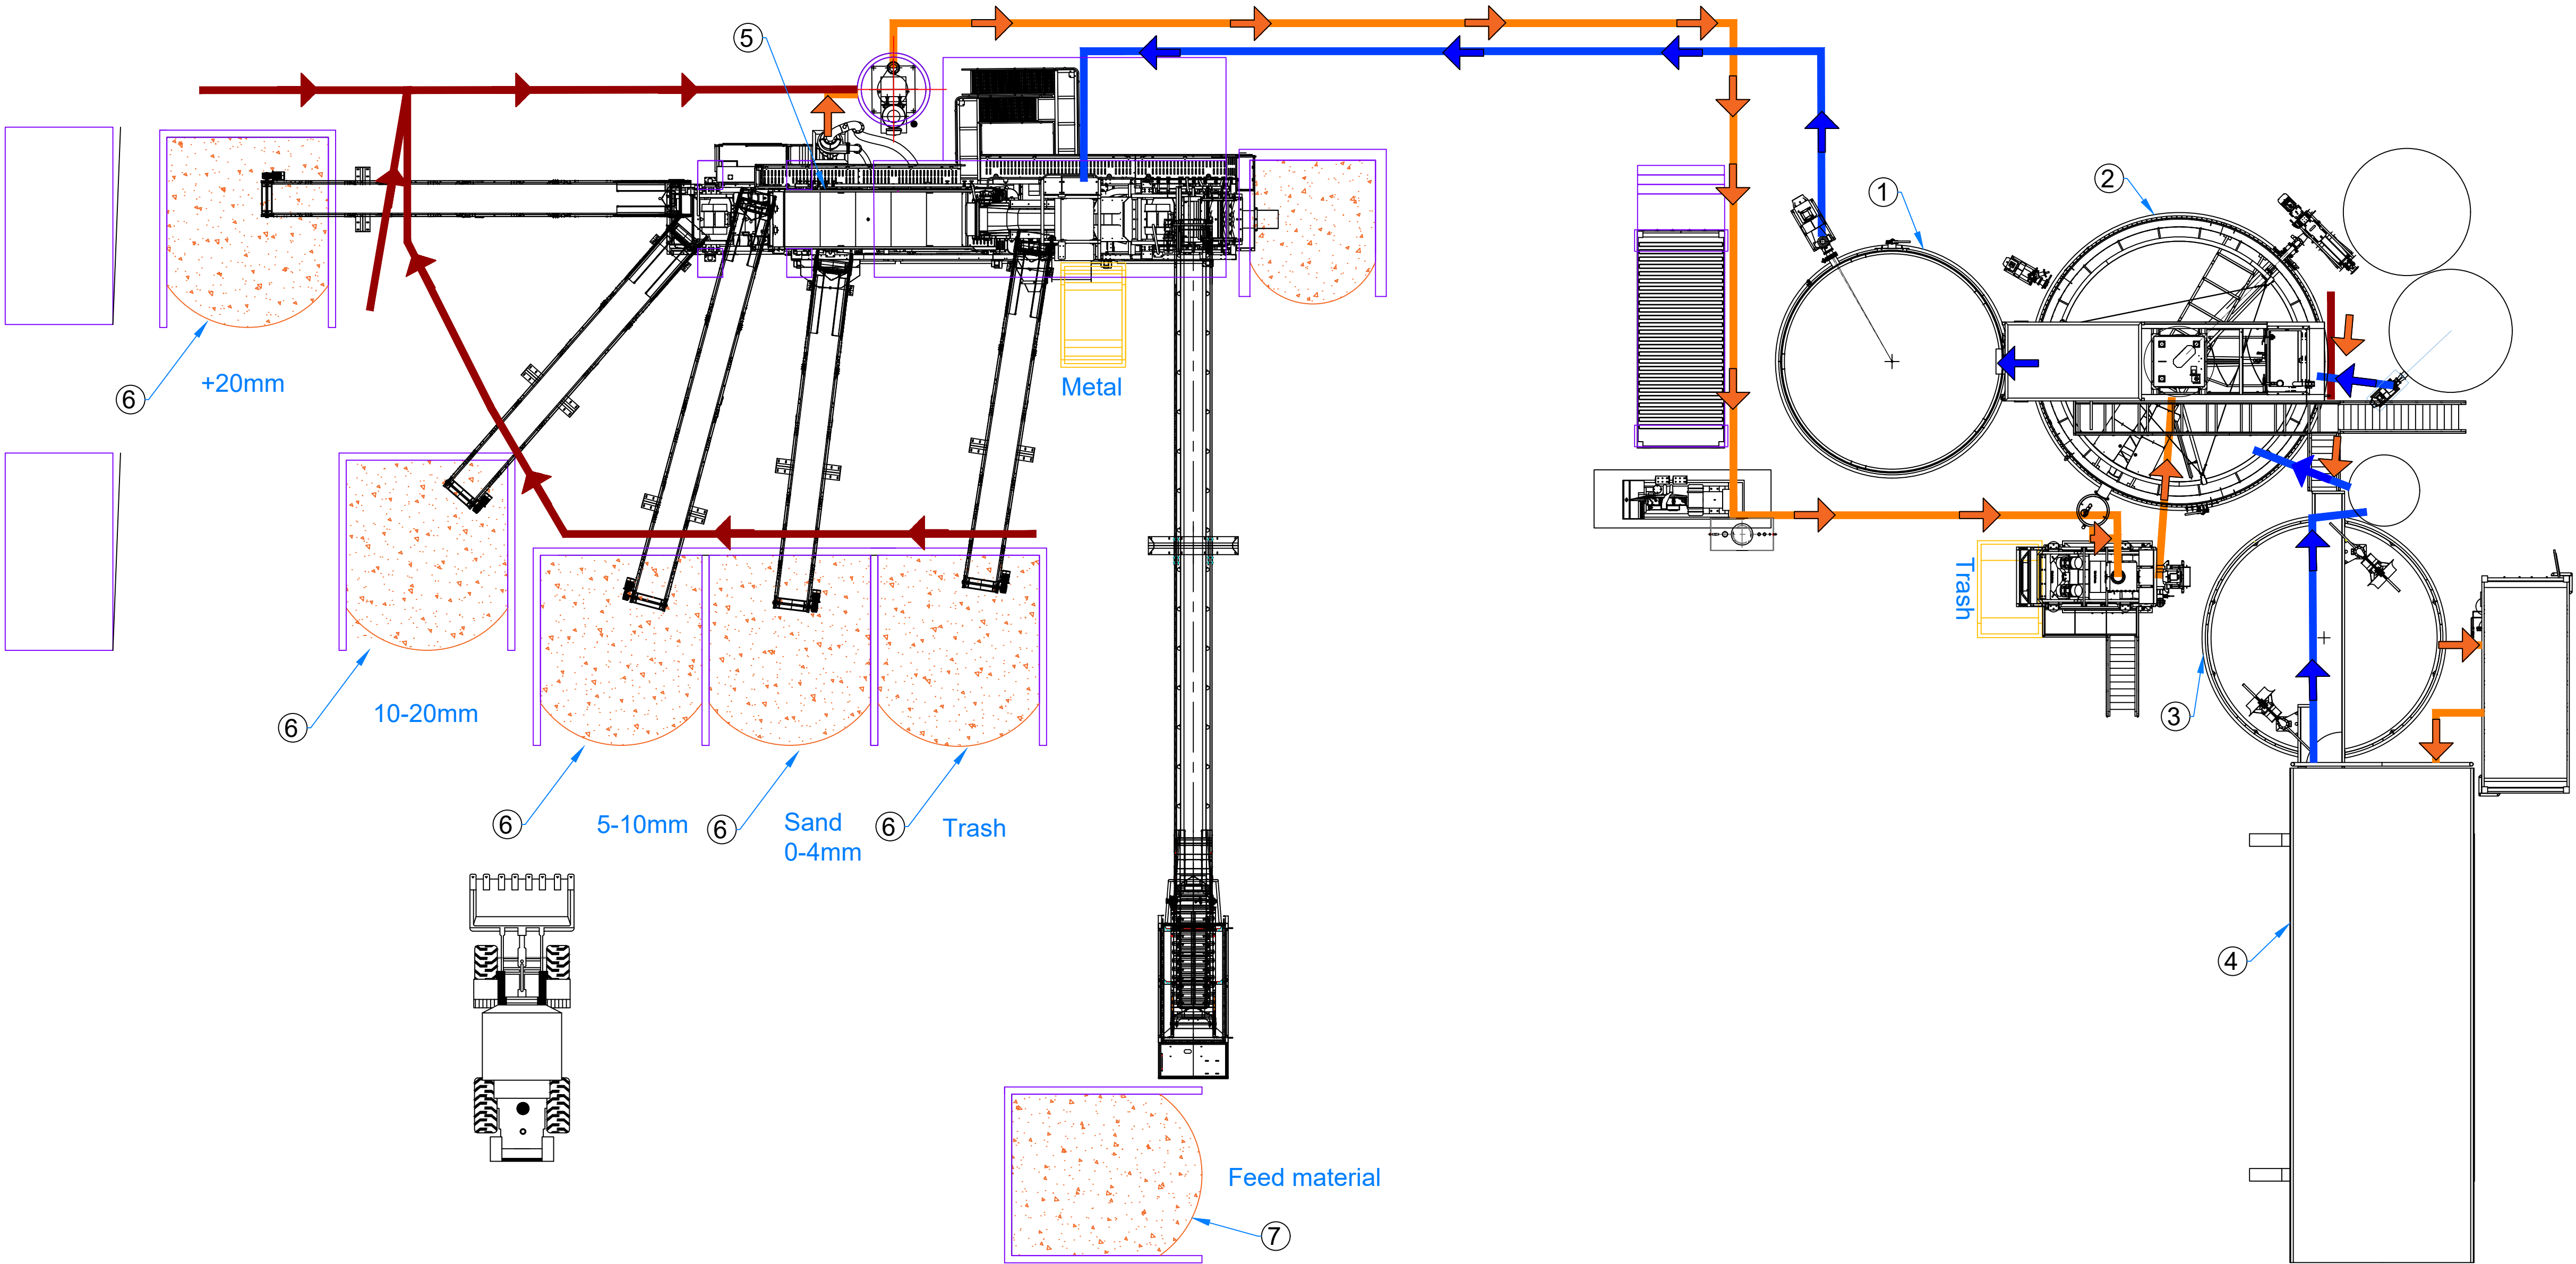 5
1
2
6
+20mm
Metal
6
10-20mm
Trash
3
6
5-10mm
6
Sand
0-4mm
6
Trash
4
Feed material
7